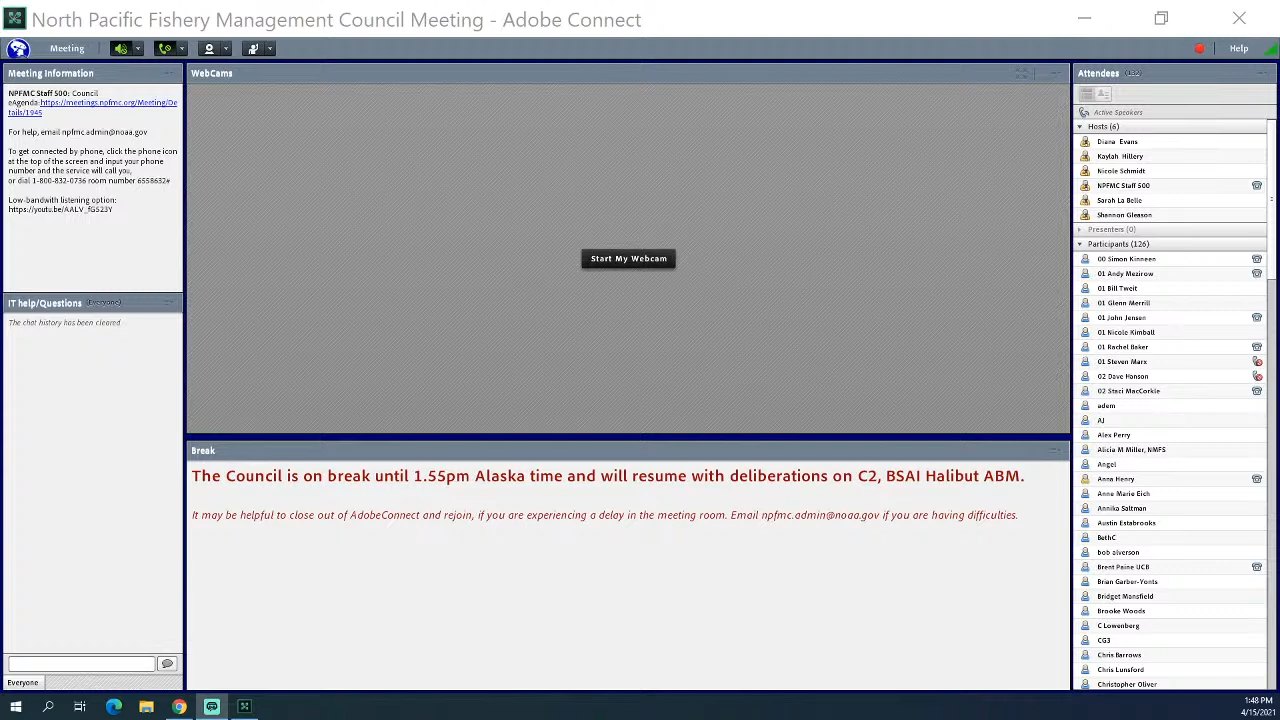 North Pacific Fishery Management Council Meeting - Adobe Connect
Meeting
Help
Meeting Information
NPFMC Staff 500: Council
eAgenda:https://meetings.npfmc.org/Meeting/De
tails/1945
For help, email npfmc.admin@noaa.gov
To get connected by phone, click the phone icon
at the top of the screen and input your phone
number and the service will call you,
or dial 1-800-832-0736 room number 6558632#
Low-bandwith listening option:
https://youtu.be/AALV_fG523Y
IT help/Questions (Everyone)
The chat history has been cleared
Everyone
WebCams
Start My Webcam
Break
The Council is on break until 1.55pm Alaska time and will resume with deliberations on C2, BSAI Halibut ABM.
It may be helpful to close out of AdobeConnect and rejoin, if you are experiencing a delay in the meeting room. Email npfmc.admin@noaa.gov if you are having difficulties.
Attendees (132)
Active Speakers
Hosts (6)
Diana Evans
Kaylah Hillery
Nicole Schmidt
NPFMC Staff 500
Sarah La Belle
Shannon Gleason
Presenters (0)
Participants (126)
00 Simon Kinneen
01 Andy Mezirow
01 Bill Tweit
01 Glenn Merrill
01 John Jensen
01 Nicole Kimball
01 Rachel Baker
01 Steven Marx
02 Dave Hanson
02 Staci MacCorkle
adem
AJ
Alex Perry
Alicia M Miller, NMFS
Angel
Anna Henry
Anne Marie Eich
Annika Saltman
Austin Estabrooks
BethC
bob alverson
Brent Paine UCB
Brian Garber-Yonts
Bridget Mansfield
Brooke Woods
C Lowenberg
CG3
Chris Barrows
Chris Lunsford
Christopher Oliver
1:48 PM
4/15/2021